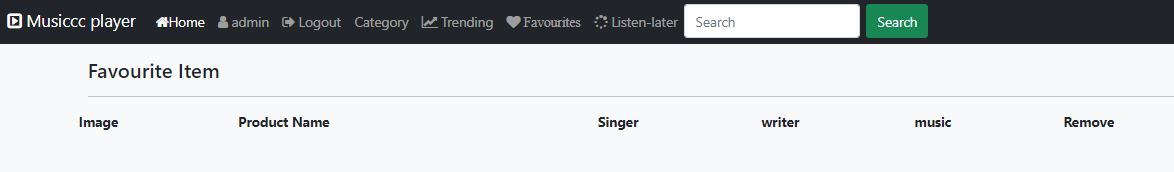 Musiccc player Home admin Logout Category Trending Favourites Listen-later Search Search
Favourite Item
Image Product Name Singer writer music Remove